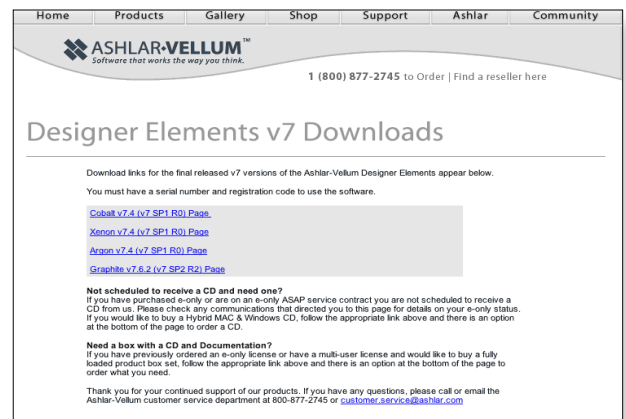 Home Products Gallery Shop Support Ashlar Community
ASHLAR-VELLUM™
Software that works the way you think.
1 (800) 877-2745 to Order | Find a reseller here
Designer Elements v7 Downloads
Download links for the final released v7 versions of the Ashlar-Vellum Designer Elements appear below.
You must have a serial number and registration code to use the software.
Cobalt v7.4 (v7 SP1 R0) Page
Xenon v7.4 (v7 SP1 R0) Page
Argon v7.4 (v7 SP1 R0) Page
Graphite v7.6.2 (v7 SP2 R2) Page
Not scheduled to receive a CD and need one?
If you have purchased e-only or are on an e-only ASAP service contract you are not scheduled to receive a
CD from us. Please check any communications that directed you to this page for details on your e-only status.
If you would like to buy a Hybrid MAC & Windows CD, follow the appropriate link above and there is an option
at the bottom of the page to order a CD.
Need a box with a CD and Documentation?
If you have previously ordered an e-only license or have a multi-user license and would like to buy a fully
loaded product box set, follow the appropriate link above and there is an option at the bottom of the page to
order what you need.
Thank you for your continued support of our products. If you have any questions, please call or email the
Ashlar-Vellum customer service department at 800-877-2745 or customer.service@ashlar.com